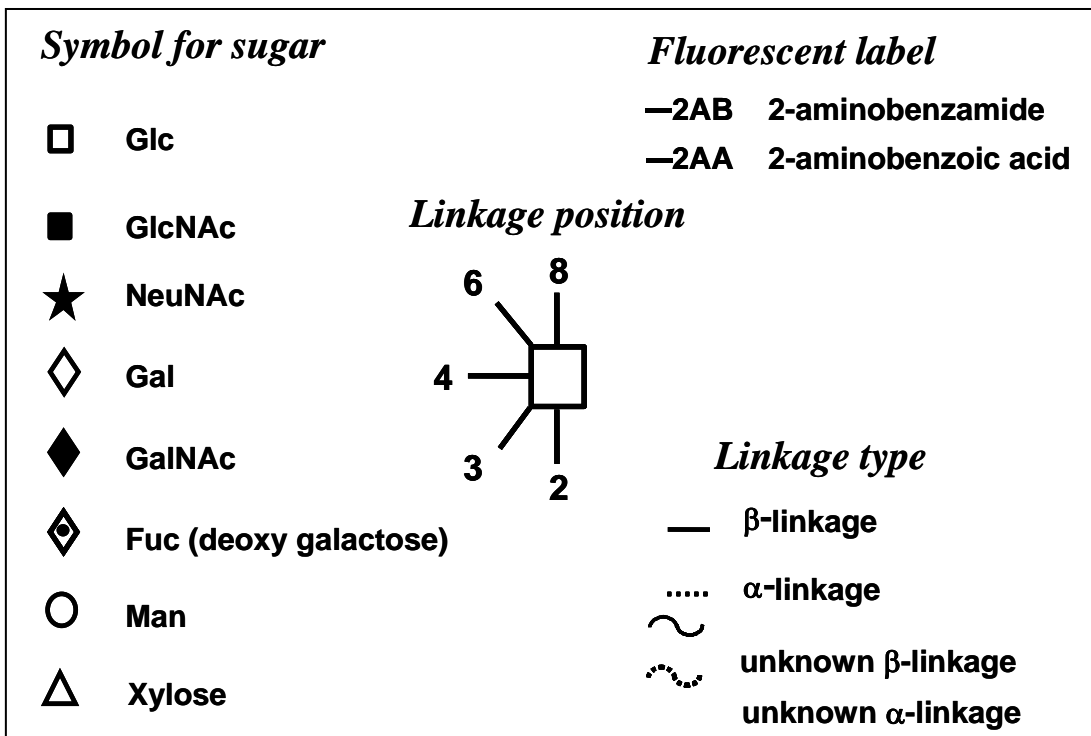 Symbol for sugar
Glc
GlcNAc
NeuNAc
Gal
GalNAc
Fuc (deoxy galactose)
Man
Xylose
Fluorescent label
—2AB 2-aminobenzamide
—2AA 2-aminobenzoic acid
Linkage position
8
6
4
3
2
Linkage type
β-linkage
α-linkage
unknown β-linkage
unknown α-linkage